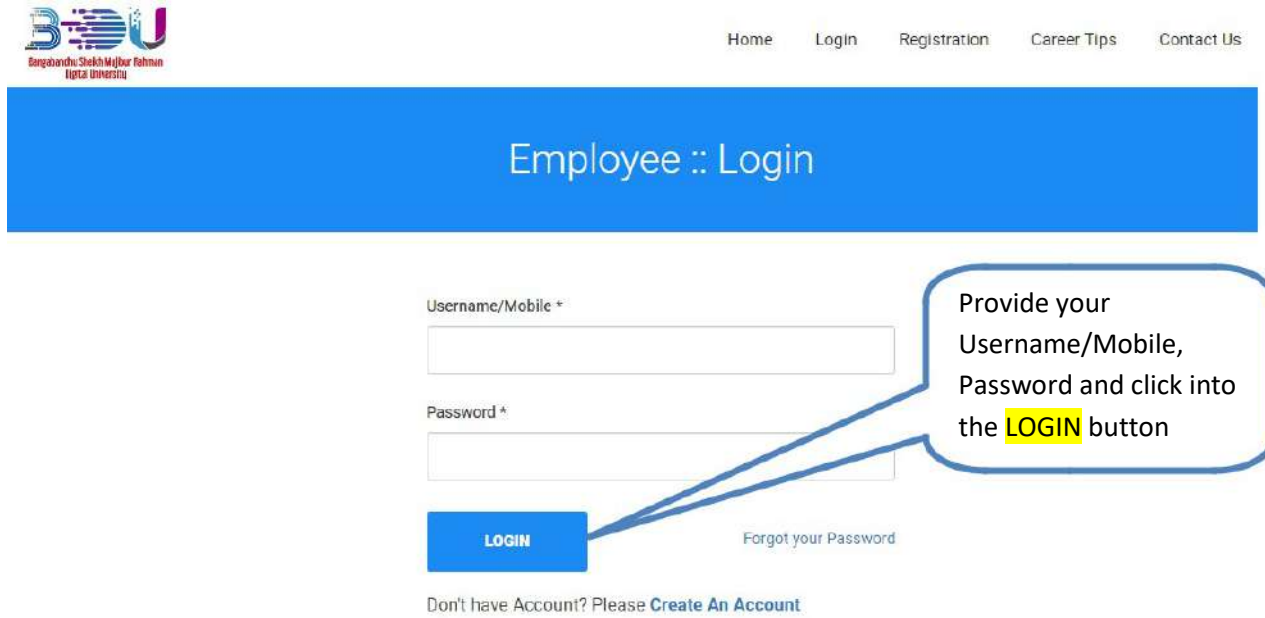 BDU
Bangabandhu Sheikh Mujibur Rahman
Digital University
Home Login Registration Career Tips Contact Us
Employee :: Login
Username/Mobile *
Password *
LOGIN
Forgot your Password
Don't have Account? Please Create An Account
Provide your
Username/Mobile,
Password and click into
the LOGIN button